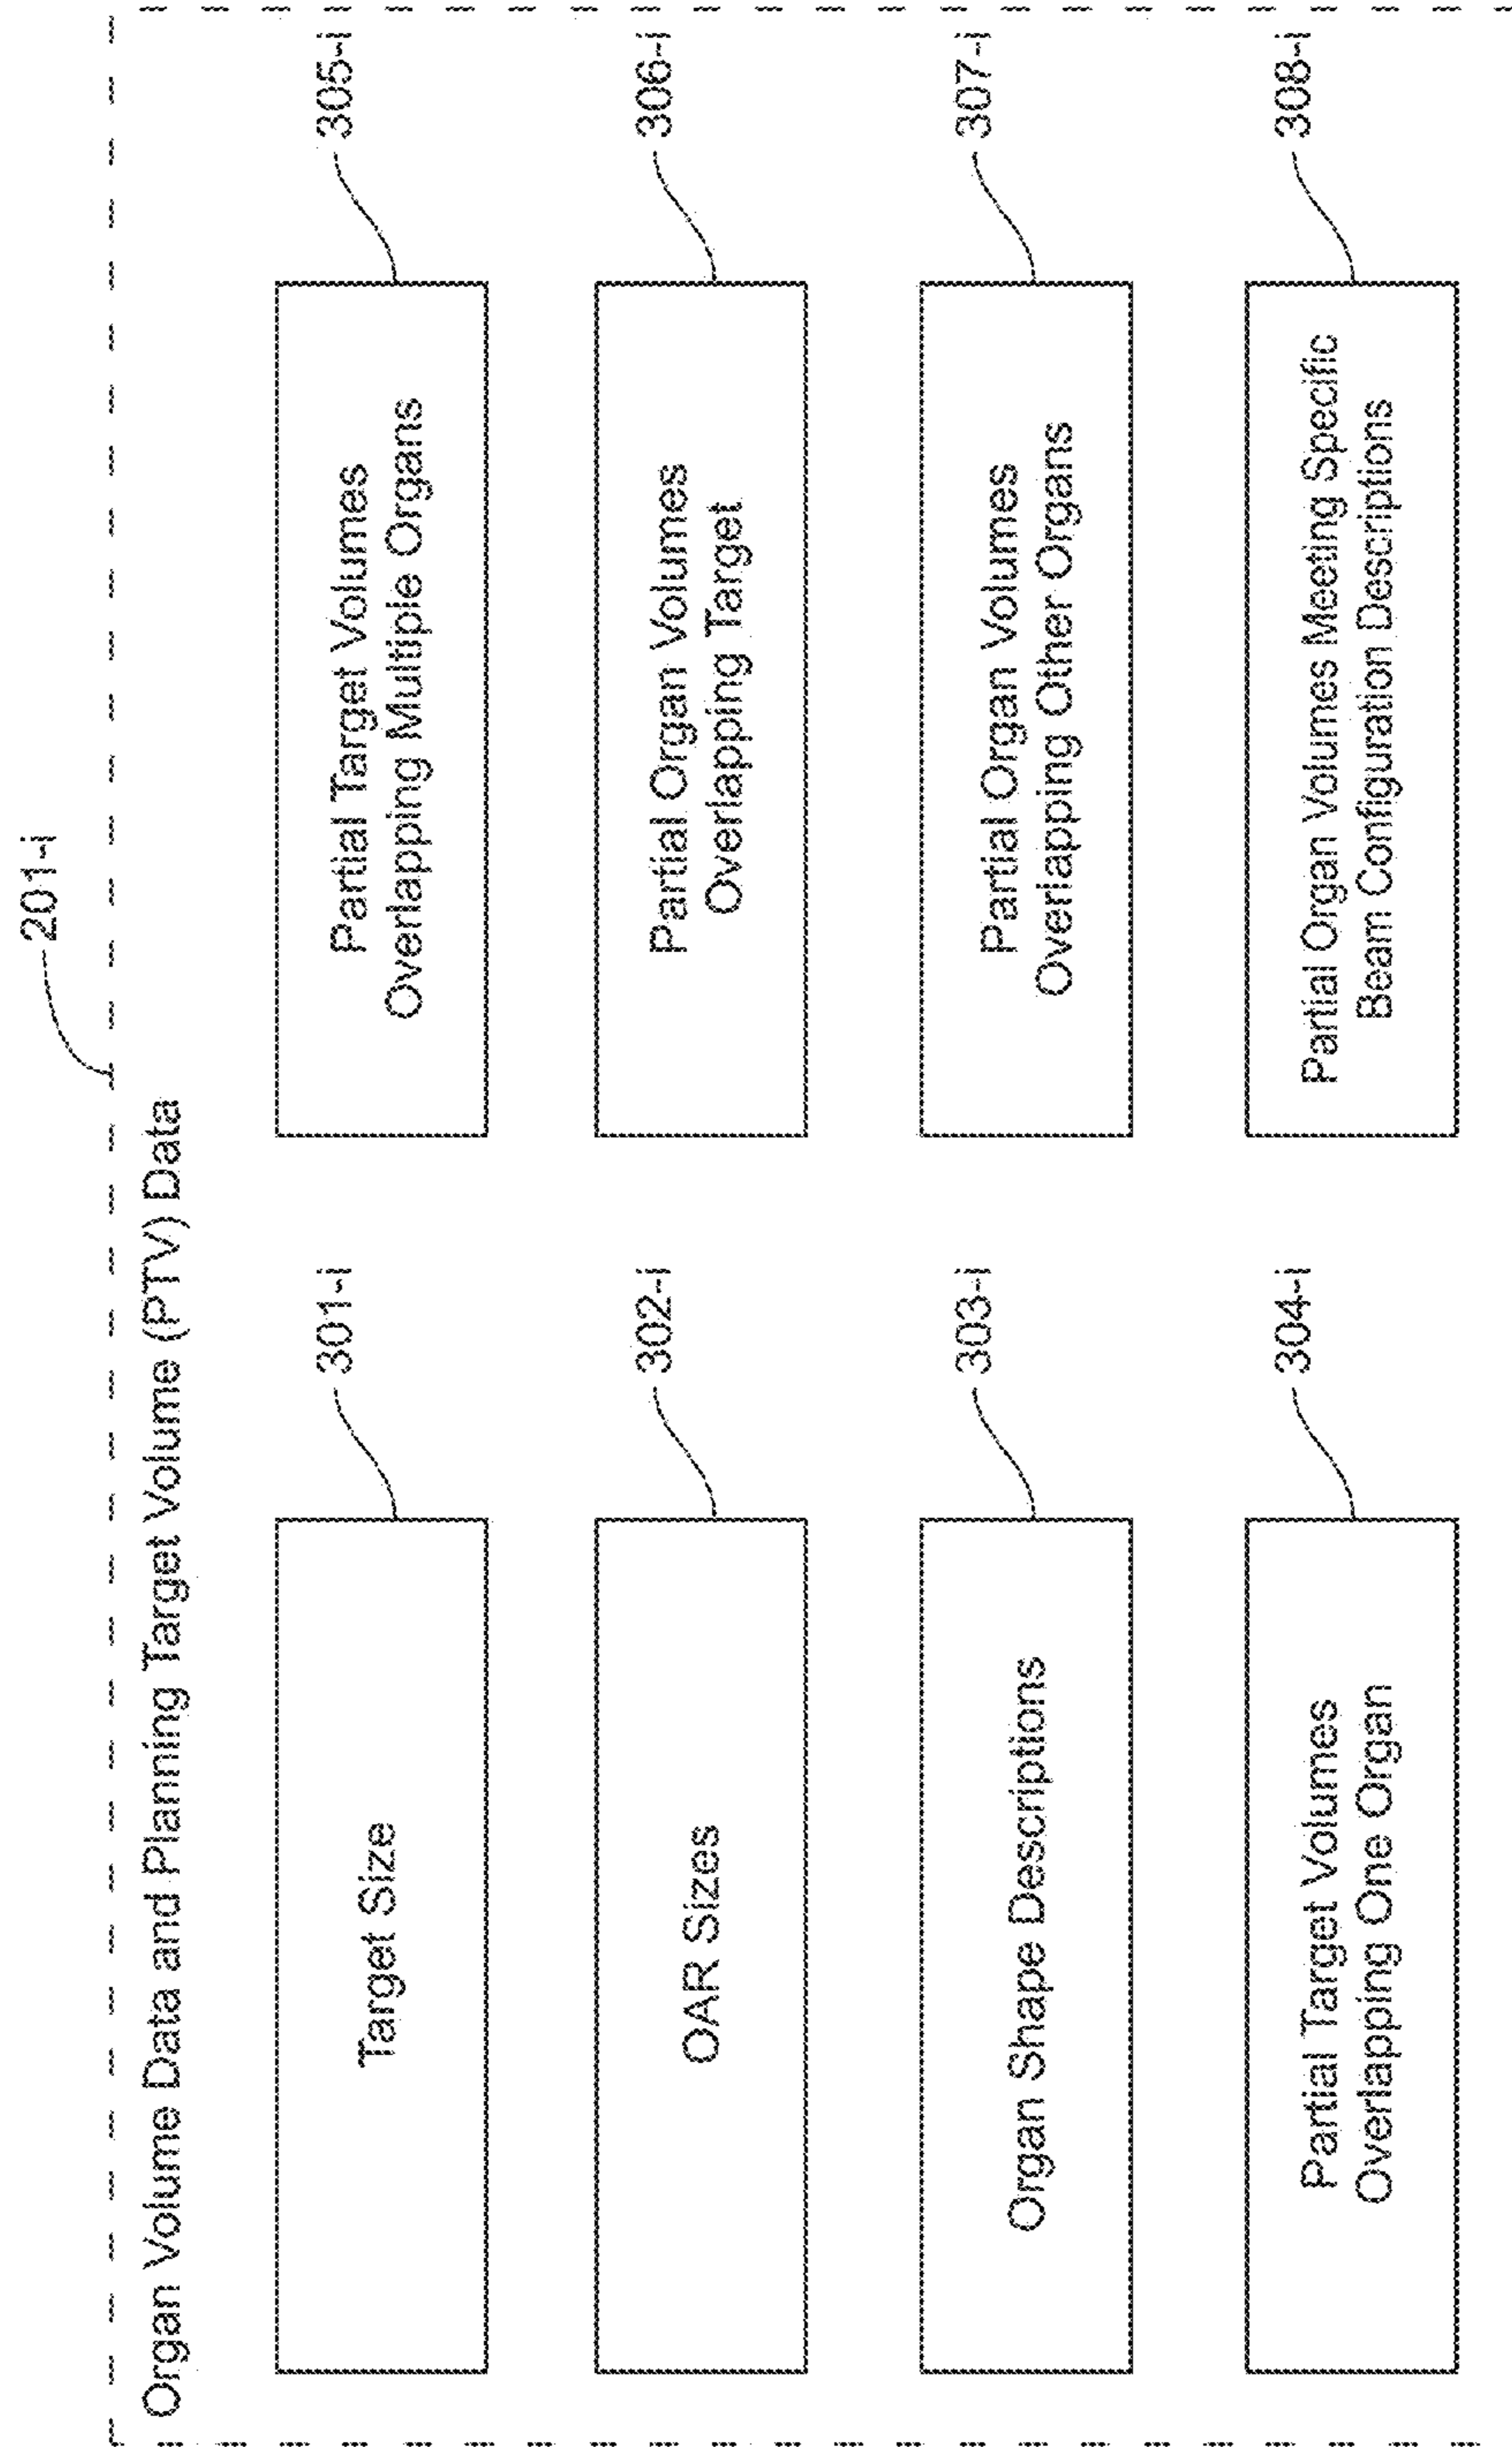 201-i
Organ Volume Data and Planning Target Volume (PTV) Data
301-i
Target Size
302-i
OAR Sizes
303-i
Organ Shape Descriptions
304-i
Partial Target Volumes
Overlapping One Organ
305-i
Partial Target Volumes
Overlapping Multiple Organs
306-i
Partial Organ Volumes
Overlapping Target
307-i
Partial Organ Volumes
Overlapping Other Organs
308-i
Partial Organ Volumes Meeting Specific
Beam Configuration Descriptions